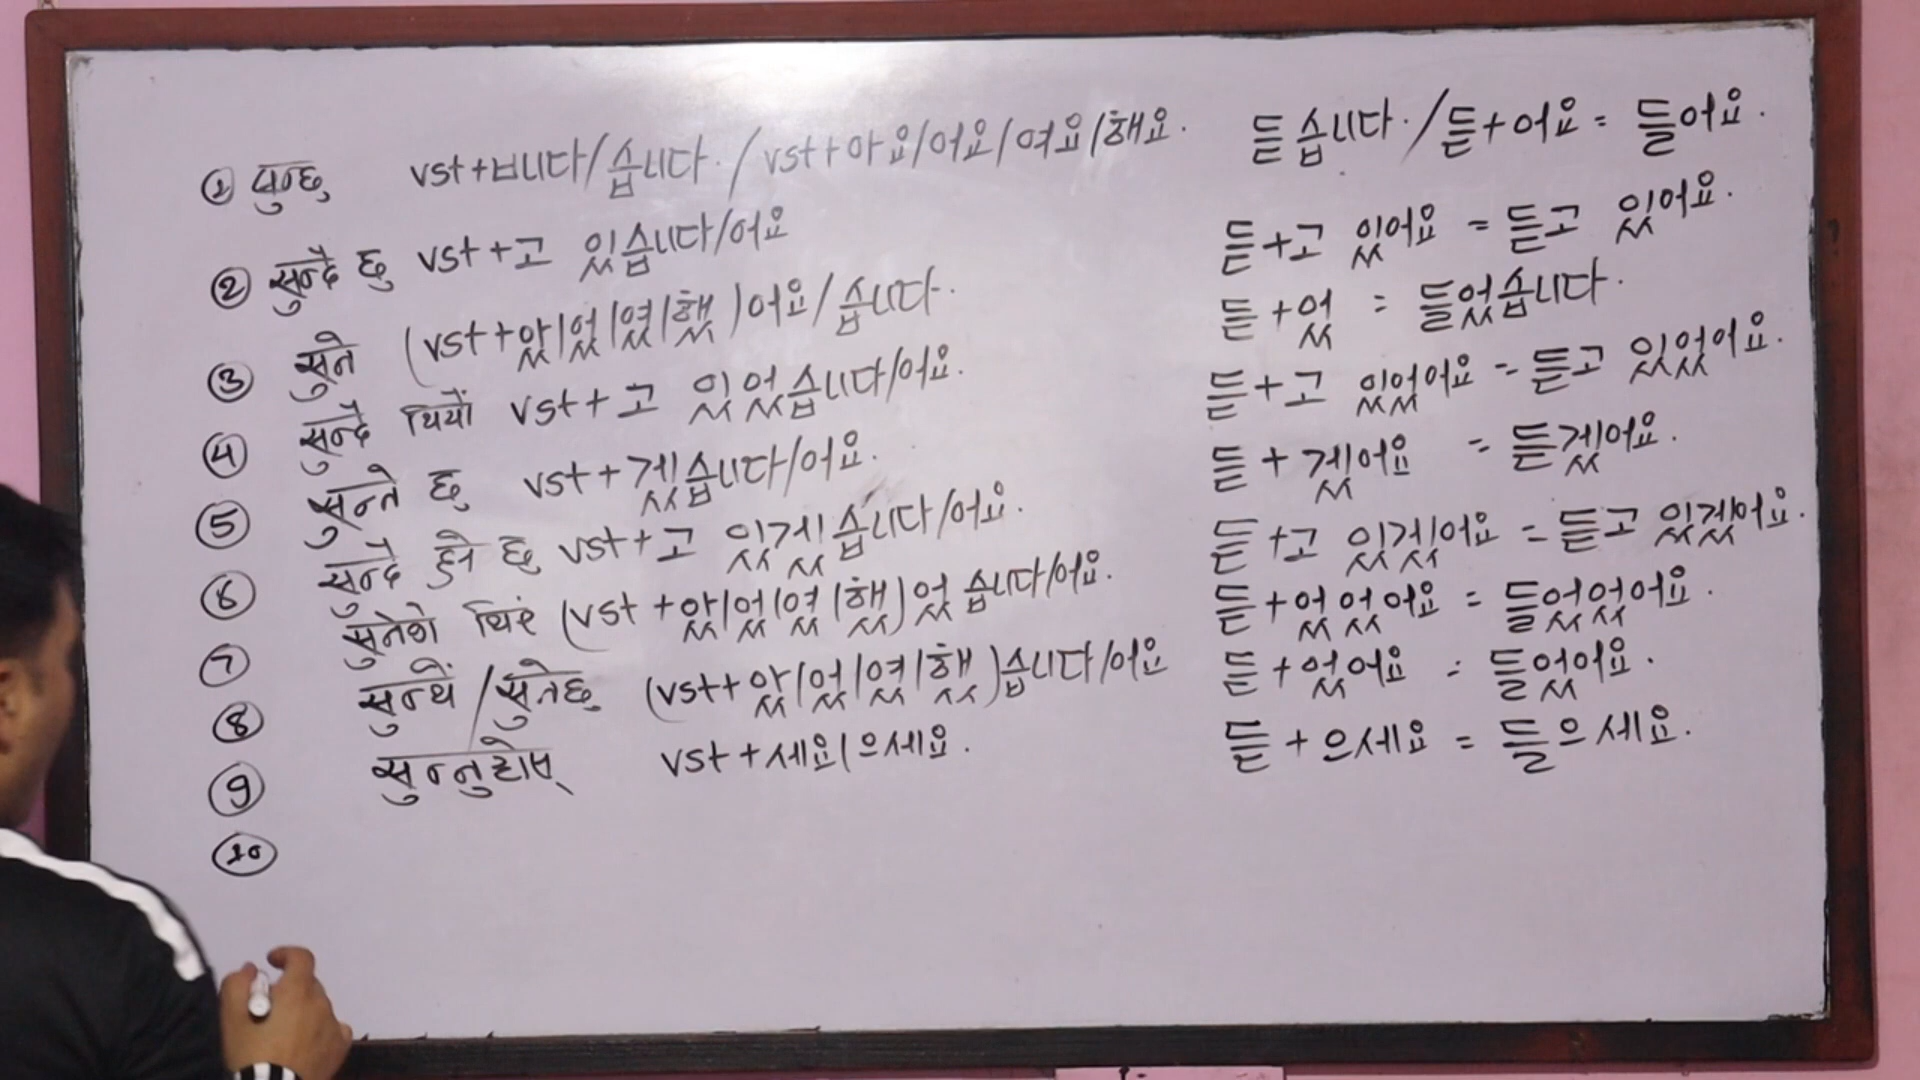 ① सुन्छु vst+ㅂ니다/습니다. / vst+아요/어요/여요/해요. 듣습니다. / 듣+어요= 들어요.
② सुन्दै छु vst+고 있습니다/어요 듣+고 있어요 = 듣고 있어요.
③ सुने (vst+았/었/였/했)어요/습니다. 듣+었 = 들었습니다.
④ सुन्दै थियौं vst+고 있었습니다/어요. 듣+고 있었어요 = 듣고 있었어요.
⑤ सुन्ने छु vst+겠습니다/어요. 듣+겠어요 = 듣겠어요.
⑥ सुन्दै हुने छु vst+고 있겠습니다/어요. 듣+고 있겠어요 = 듣고 있겠어요.
⑦ सुनेको थिएं (vst+았/었/였/했)었습니다/어요. 듣+었었어요 = 들었었어요.
⑧ सुन्थें /सुनेछु (vst+았/었/였/했)습니다/어요 듣+었어요 = 들었어요.
⑨ सुन्नुहोस् vst+세요/으세요. 듣+으세요 = 들으세요.
⑩